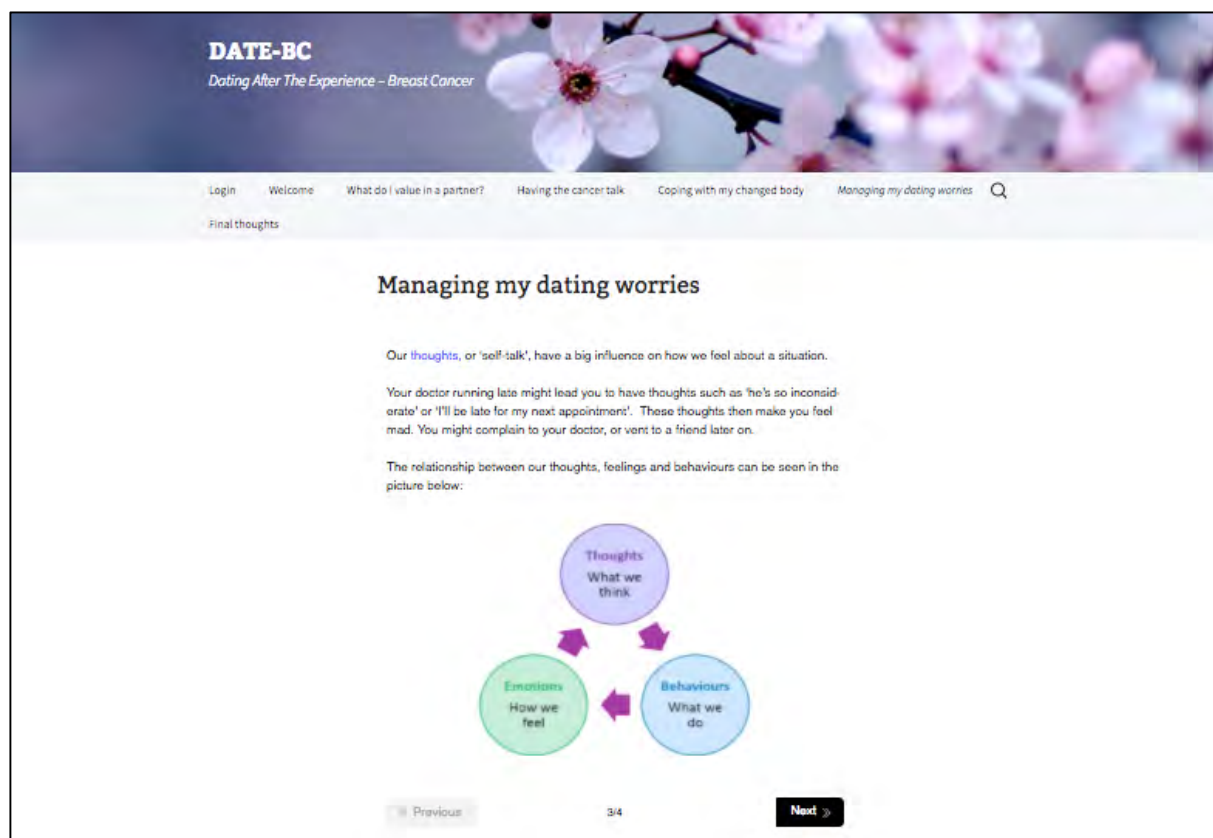 DATE-BC
Dating After The Experience – Breast Cancer
Login Welcome What do I value in a partner? Having the cancer talk Coping with my changed body Managing my dating worries
Final thoughts
Managing my dating worries
Our thoughts, or 'self-talk', have a big influence on how we feel about a situation.
Your doctor running late might lead you to have thoughts such as 'he's so inconsid-
erate' or 'I'll be late for my next appointment'. These thoughts then make you feel
mad. You might complain to your doctor, or vent to a friend later on.
The relationship between our thoughts, feelings and behaviours can be seen in the
picture below:
Thoughts
What we
think
Emotions
How we
feel
Behaviours
What we
do
Previous 3/4 Next »